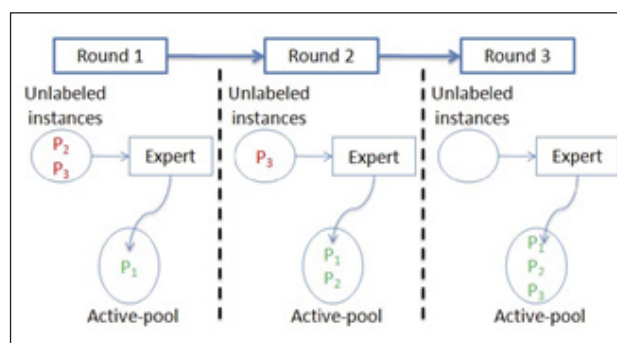 Round 1
Round 2
Round 3
Unlabeled
instances
P₂
P₃
Expert
P₁
Active-pool
Unlabeled
instances
P₃
Expert
P₁
P₂
Active-pool
Unlabeled
instances
Expert
P₁
P₂
P₃
Active-pool